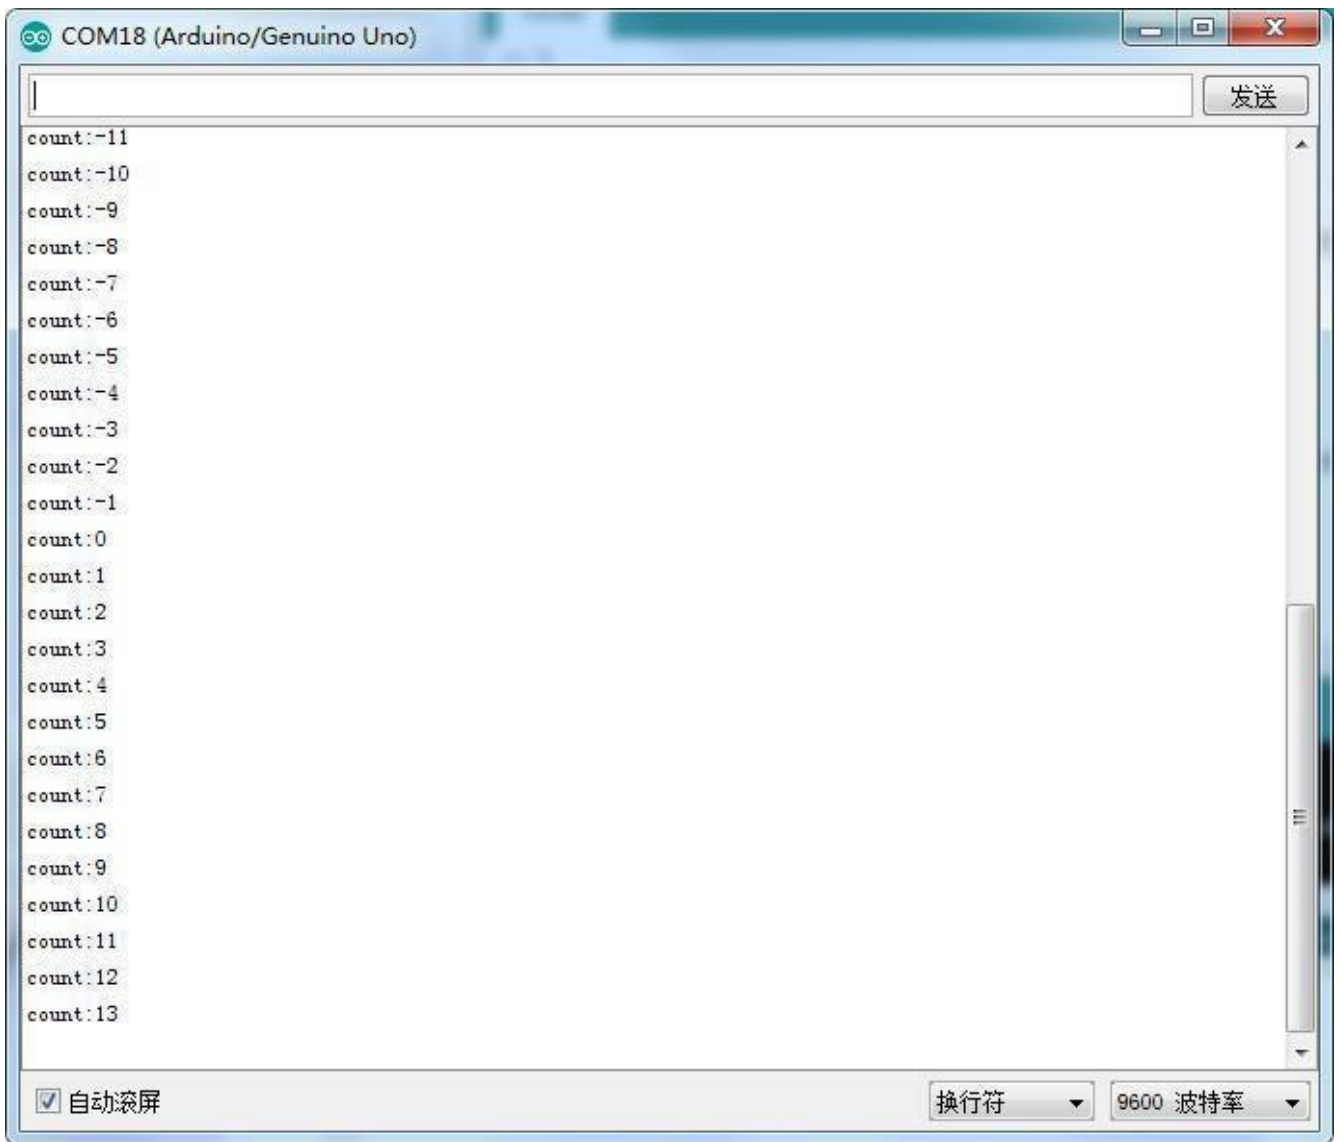 COM18 (Arduino/Genuino Uno)
发送
count:-11
count:-10
count:-9
count:-8
count:-7
count:-6
count:-5
count:-4
count:-3
count:-2
count:-1
count:0
count:1
count:2
count:3
count:4
count:5
count:6
count:7
count:8
count:9
count:10
count:11
count:12
count:13
自动滚屏
换行符
9600 波特率